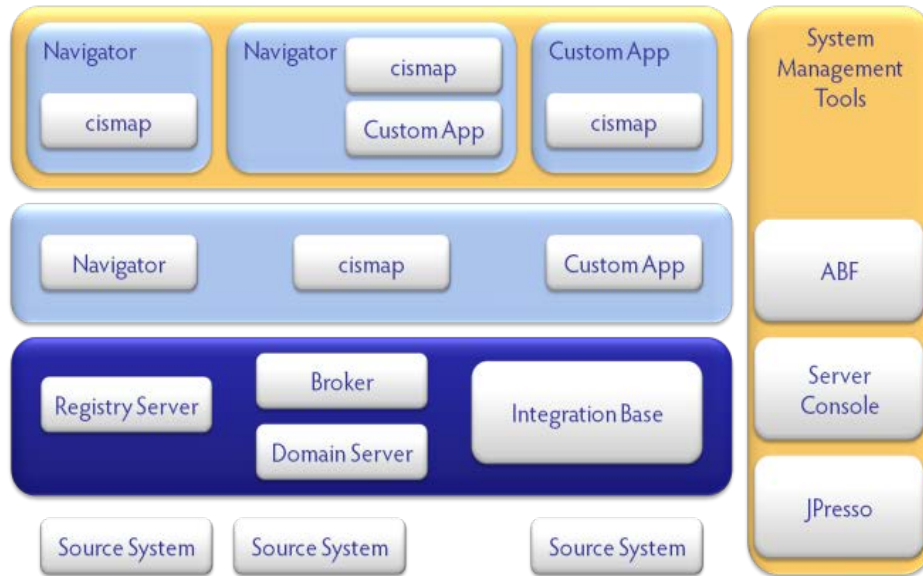 Navigator
cismap
Navigator
cismap
Custom App
Custom App
cismap
Navigator
cismap
Custom App
Registry Server
Broker
Domain Server
Integration Base
Source System
Source System
Source System
System
Management
Tools
ABF
Server
Console
JPresso